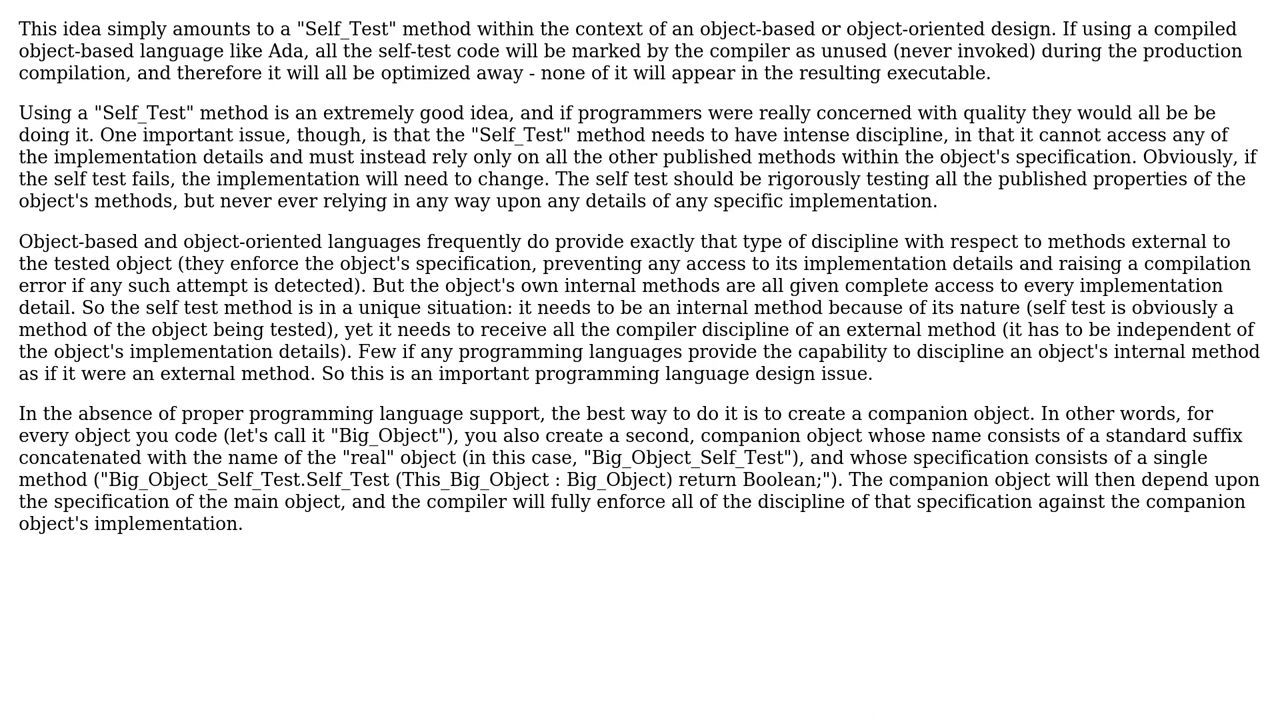 This idea simply amounts to a "Self_Test" method within the context of an object-based or object-oriented design. If using a compiled
object-based language like Ada, all the self-test code will be marked by the compiler as unused (never invoked) during the production
compilation, and therefore it will all be optimized away - none of it will appear in the resulting executable.
Using a "Self_Test" method is an extremely good idea, and if programmers were really concerned with quality they would all be be
doing it. One important issue, though, is that the "Self_Test" method needs to have intense discipline, in that it cannot access any of
the implementation details and must instead rely only on all the other published methods within the object's specification. Obviously, if
the self test fails, the implementation will need to change. The self test should be rigorously testing all the published properties of the
object's methods, but never ever relying in any way upon any details of any specific implementation.
Object-based and object-oriented languages frequently do provide exactly that type of discipline with respect to methods external to
the tested object (they enforce the object's specification, preventing any access to its implementation details and raising a compilation
error if any such attempt is detected). But the object's own internal methods are all given complete access to every implementation
detail. So the self test method is in a unique situation: it needs to be an internal method because of its nature (self test is obviously a
method of the object being tested), yet it needs to receive all the compiler discipline of an external method (it has to be independent of
the object's implementation details). Few if any programming languages provide the capability to discipline an object's internal method
as if it were an external method. So this is an important programming language design issue.
In the absence of proper programming language support, the best way to do it is to create a companion object. In other words, for
every object you code (let's call it "Big_Object"), you also create a second, companion object whose name consists of a standard suffix
concatenated with the name of the "real" object (in this case, "Big_Object_Self_Test"), and whose specification consists of a single
method ("Big_Object_Self_Test.Self_Test (This_Big_Object : Big_Object) return Boolean;"). The companion object will then depend upon
the specification of the main object, and the compiler will fully enforce all of the discipline of that specification against the companion
object's implementation.